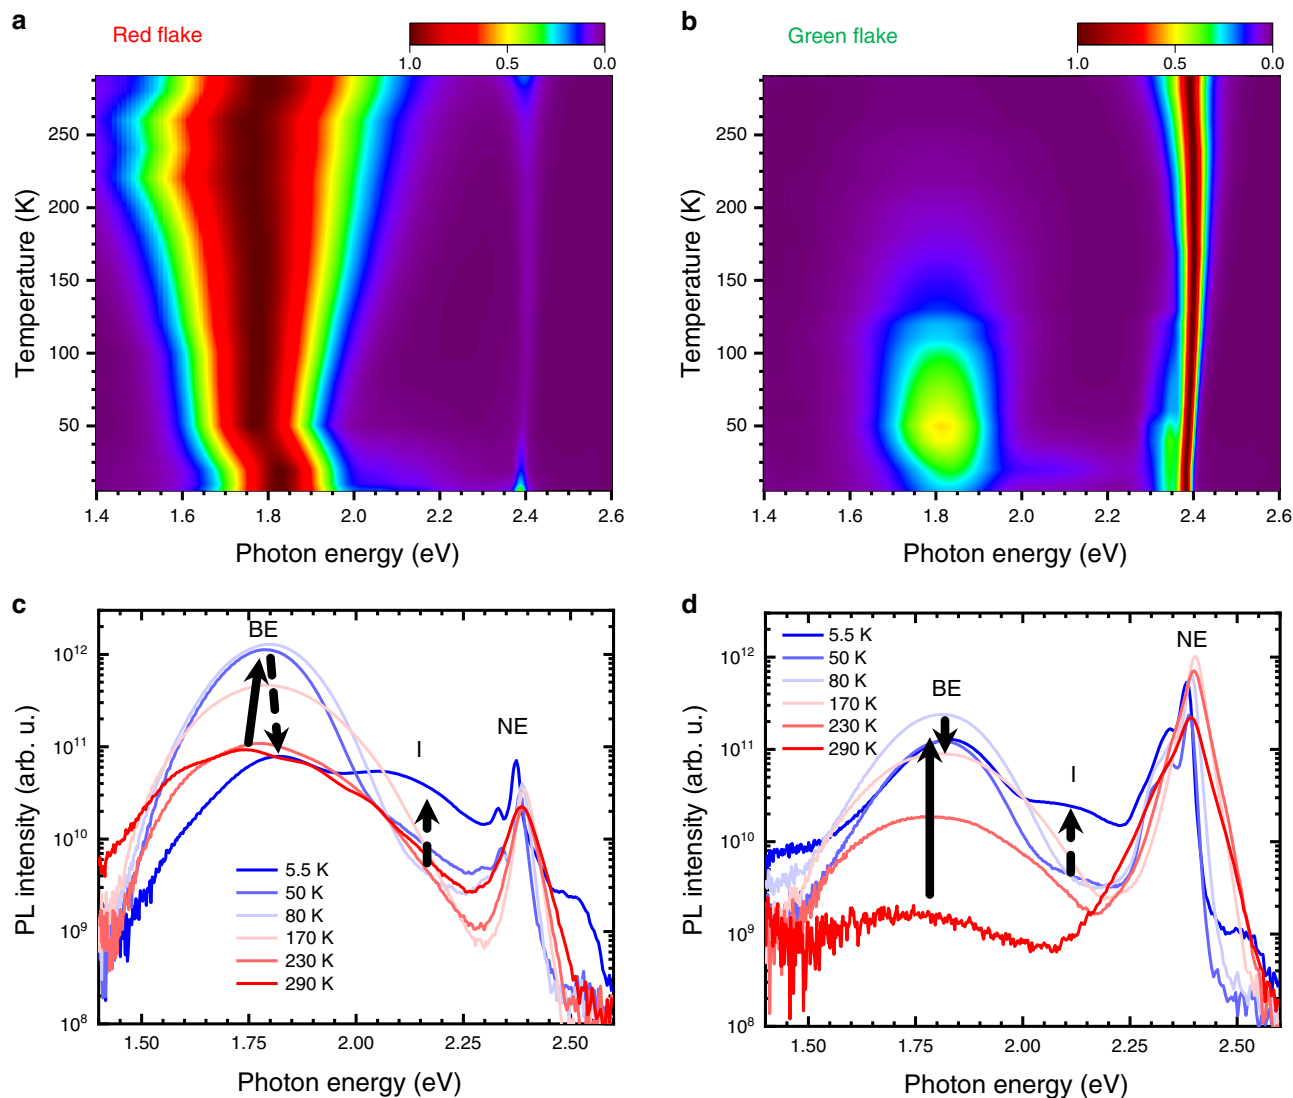 a
Red flake
1.0 0.5 0.0
Temperature (K)
250
200
150
100
50
1.4 1.6 1.8 2.0 2.2 2.4 2.6
Photon energy (eV)
b
Green flake
1.0 0.5 0.0
Temperature (K)
250
200
150
100
50
1.4 1.6 1.8 2.0 2.2 2.4 2.6
Photon energy (eV)
c
BE
I
NE
PL intensity (arb. u.)
10¹²
10¹¹
10¹⁰
10⁹
10⁸
5.5 K
50 K
80 K
170 K
230 K
290 K
1.50 1.75 2.00 2.25 2.50
Photon energy (eV)
d
5.5 K
50 K
80 K
170 K
230 K
290 K
BE
I
NE
PL intensity (arb. u.)
10¹²
10¹¹
10¹⁰
10⁹
10⁸
1.50 1.75 2.00 2.25 2.50
Photon energy (eV)